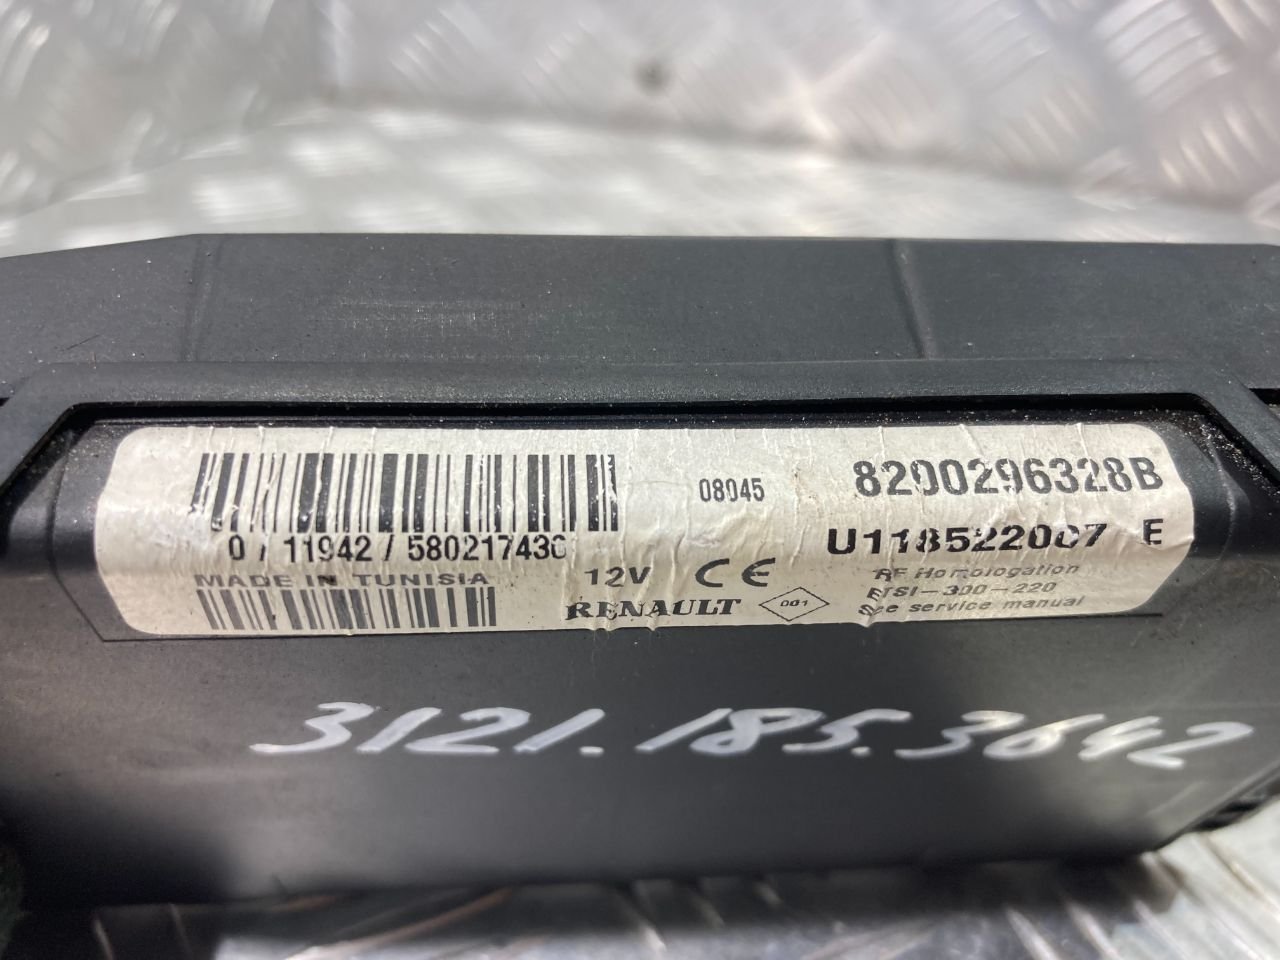 08045
8200296328B
0 / 11942 / 580217436
U118522007 E
MADE IN TUNISIA
12V CE
RENAULT
001
RF Homologation
ETSI-300-220
See service manual
3121.185.3642